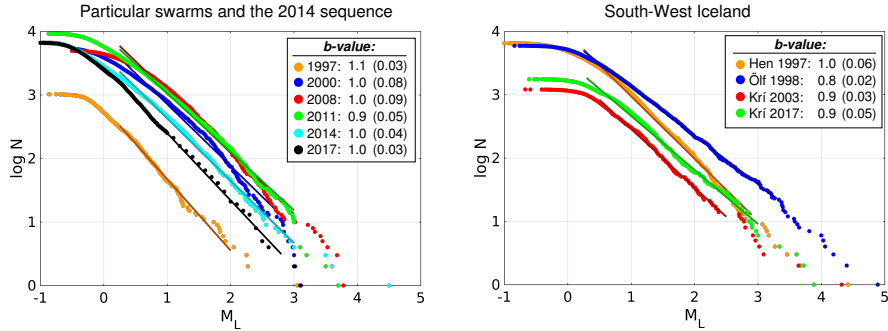 Particular swarms and the 2014 sequence
b-value:
1997: 1.1 (0.03)
2000: 1.0 (0.08)
2008: 1.0 (0.09)
2011: 0.9 (0.05)
2014: 1.0 (0.04)
2017: 1.0 (0.03)
log N
5
4
3
2
1
0
-1 0 1 2 3 4 5
M_L
South-West Iceland
b-value:
Hen 1997: 1.0 (0.06)
Ölf 1998: 0.8 (0.02)
Krí 2003: 0.9 (0.03)
Krí 2017: 0.9 (0.05)
log N
5
4
3
2
1
0
-1 0 1 2 3 4 5
M_L